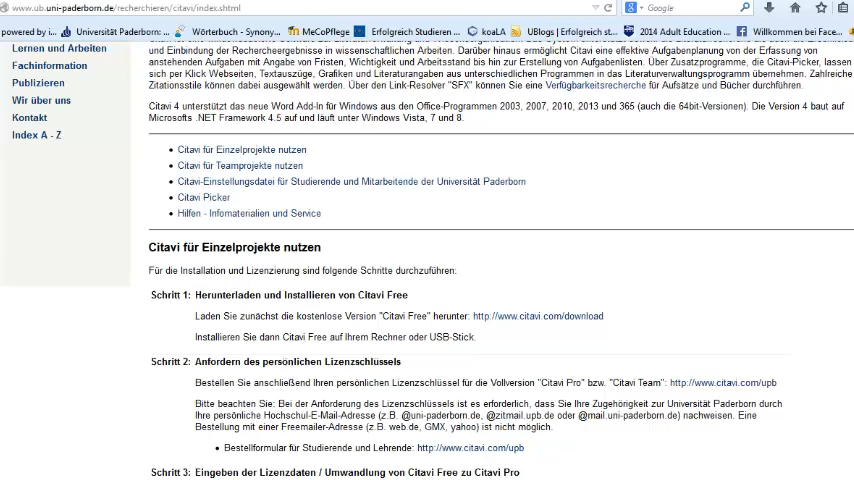 www.ub.uni-paderborn.de/recherchieren/citavi/index.shtml
Google
powered by i... Universität Paderborn: ... Wörterbuch - Synony... MeCoPflege Erfolgreich Studieren ... koaLA UBlogs | Erfolgreich st... 2014 Adult Education ... Willkommen bei Face...
Lernen und Arbeiten
Fachinformation
Publizieren
Wir über uns
Kontakt
Index A - Z
und Einbindung der Rechercheergebnisse in wissenschaftlichen Arbeiten. Darüber hinaus ermöglicht Citavi eine effektive Aufgabenplanung von der Erfassung von
anstehenden Aufgaben mit Angabe von Fristen, Wichtigkeit und Arbeitsstand bis hin zur Erstellung von Aufgabenlisten. Über Zusatzprogramme, die Citavi-Picker, lassen
sich per Klick Webseiten, Textauszüge, Grafiken und Literaturangaben aus unterschiedlichen Programmen in das Literaturverwaltungsprogramm übernehmen. Zahlreiche
Zitationsstile können dabei ausgewählt werden. Über den Link-Resolver "SFX" können Sie eine Verfügbarkeitsrecherche für Aufsätze und Bücher durchführen.
Citavi 4 unterstützt das neue Word Add-In für Windows aus den Office-Programmen 2003, 2007, 2010, 2013 und 365 (auch die 64bit-Versionen). Die Version 4 baut auf
Microsofts .NET Framework 4.5 auf und läuft unter Windows Vista, 7 und 8.
• Citavi für Einzelprojekte nutzen
• Citavi für Teamprojekte nutzen
• Citavi-Einstellungsdatei für Studierende und Mitarbeitende der Universität Paderborn
• Citavi Picker
• Hilfen - Infomaterialien und Service
Citavi für Einzelprojekte nutzen
Für die Installation und Lizenzierung sind folgende Schritte durchzuführen:
Schritt 1: Herunterladen und Installieren von Citavi Free
Laden Sie zunächst die kostenlose Version "Citavi Free" herunter: http://www.citavi.com/download
Installieren Sie dann Citavi Free auf Ihrem Rechner oder USB-Stick.
Schritt 2: Anfordern des persönlichen Lizenzschlüssels
Bestellen Sie anschließend Ihren persönlichen Lizenzschlüssel für die Vollversion "Citavi Pro" bzw. "Citavi Team": http://www.citavi.com/upb
Bitte beachten Sie: Bei der Anforderung des Lizenzschlüssels ist es erforderlich, dass Sie Ihre Zugehörigkeit zur Universität Paderborn durch
Ihre persönliche Hochschul-E-Mail-Adresse (z.B. @uni-paderborn.de, @zitmail.upb.de oder @mail.uni-paderborn.de) nachweisen. Eine
Bestellung mit einer Freemailer-Adresse (z.B. web.de, GMX, yahoo) ist nicht möglich.
• Bestellformular für Studierende und Lehrende: http://www.citavi.com/upb
Schritt 3: Eingeben der Lizenzdaten / Umwandlung von Citavi Free zu Citavi Pro